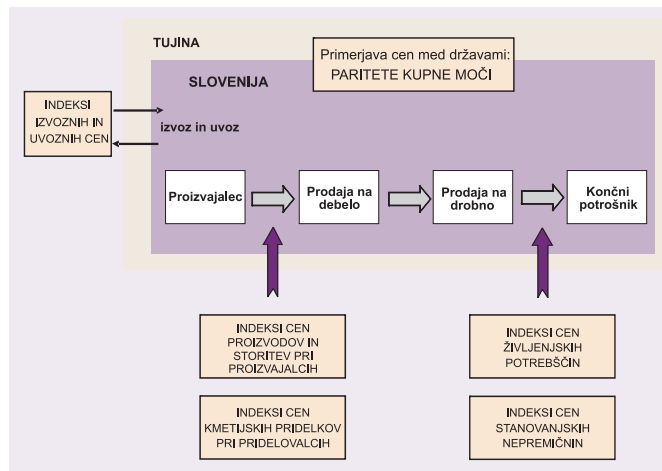 TUJINA
Primerjava cen med državami:
PARITETE KUPNE MOČI
SLOVENIJA
INDEKSI
IZVOZNIH IN
UVOZNIH CEN
izvoz in uvoz
Proizvajalec
Prodaja na
debelo
Prodaja na
drobno
Končni
potrošnik
INDEKSI CEN
PROIZVODOV IN
STORITEV PRI
PROIZVAJALCIH
INDEKSI CEN
ŽIVLJENJSKIH
POTREBŠČIN
INDEKSI CEN
KMETIJSKIH PRIDELKOV
PRI PRIDELOVALCIH
INDEKSI CEN
STANOVANJSKIH
NEPREMIČNIN